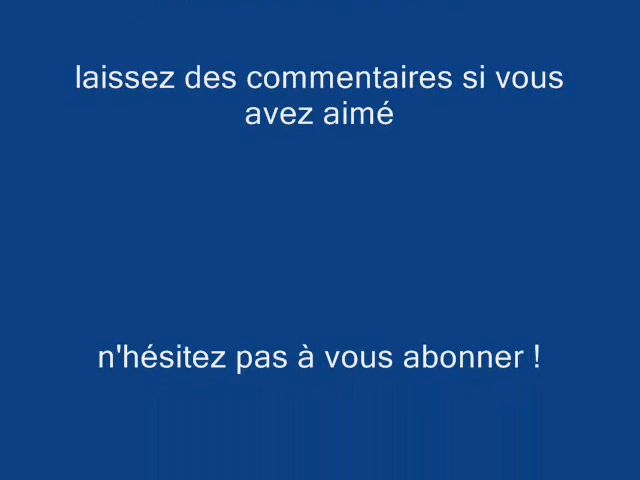 laissez des commentaires si vous
avez aimé
n'hésitez pas à vous abonner !